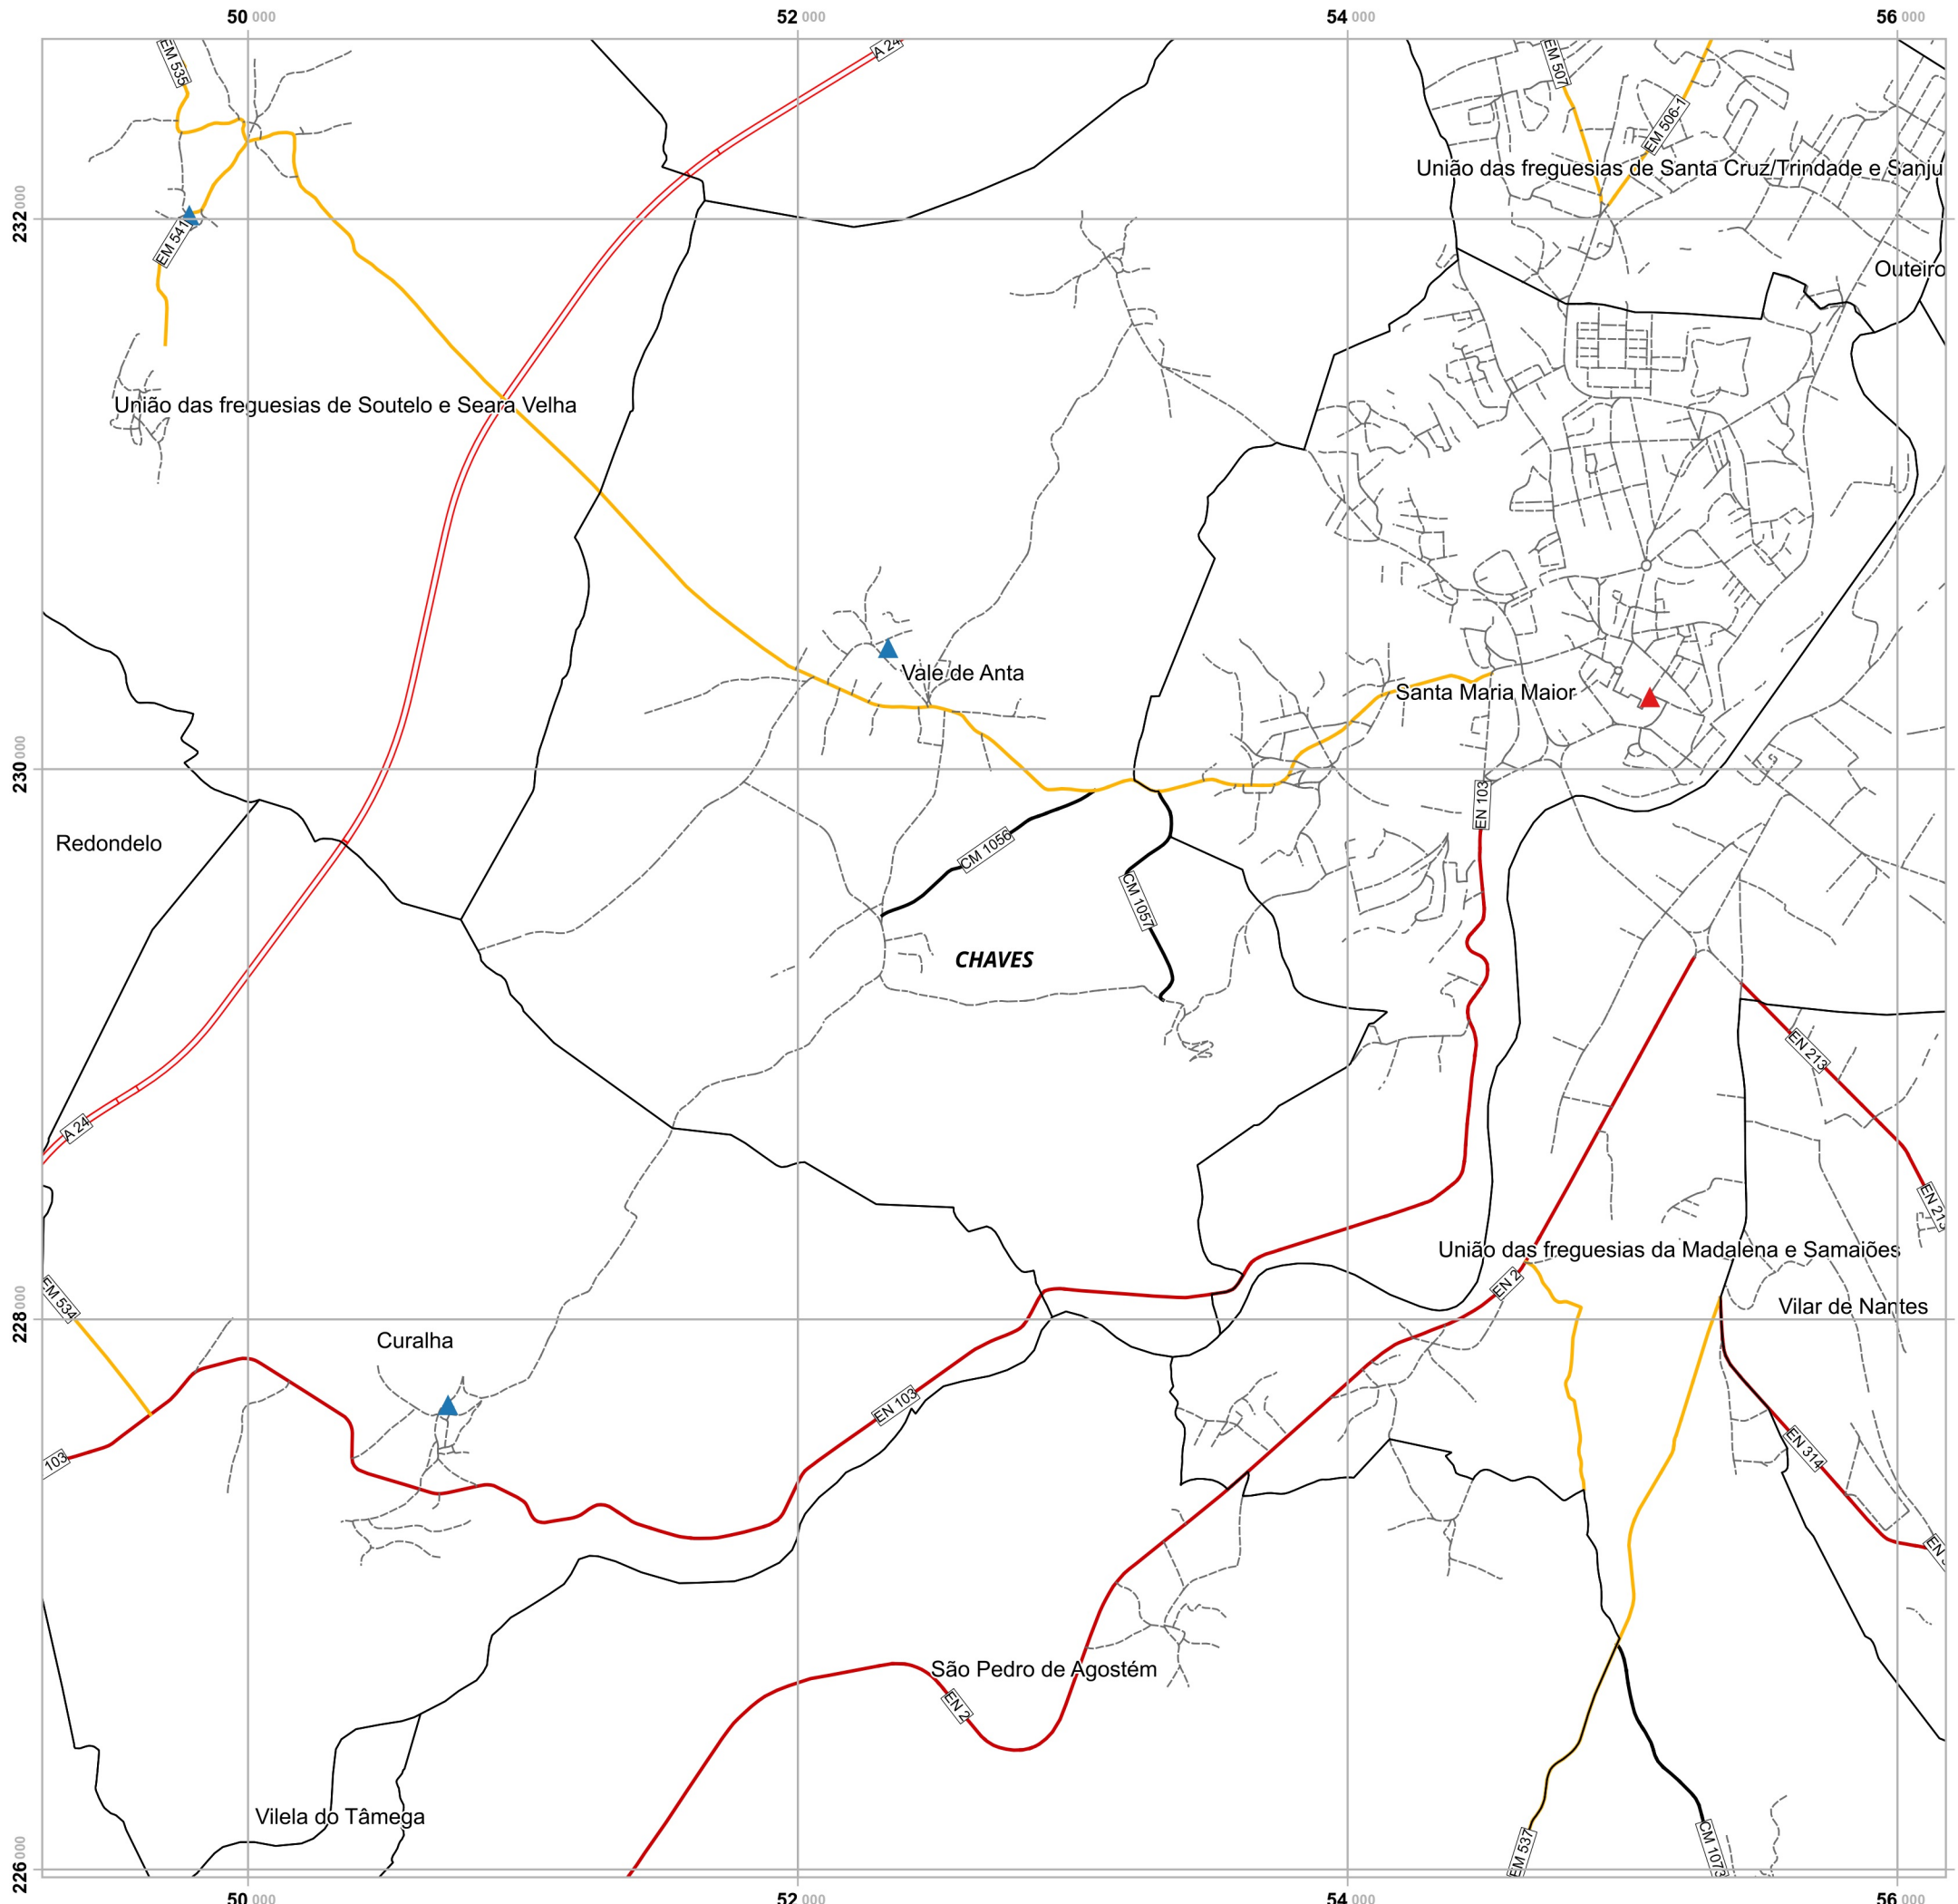 50 000
52 000
54 000
56 000
EM 535
A 24
EM 507
EM 506-1
União das freguesias de Santa Cruz/Trindade e Sanju
232 000
EM 541
Outeiro
União das freguesias de Soutelo e Seara Velha
Vale de Anta
Santa Maria Maior
230 000
EN 103
Redondelo
CM 1056
CM 1057
CHAVES
EN 213
A 24
EN 213
União das freguesias da Madalena e Samaiões
EM 534
EN 2
228 000
Vilar de Nantes
Curalha
EN 103
103
EN 314
EN
São Pedro de Agostém
EN 2
Vilela do Tâmega
EM 537
CM 1073
226 000
50 000
52 000
54 000
56 000